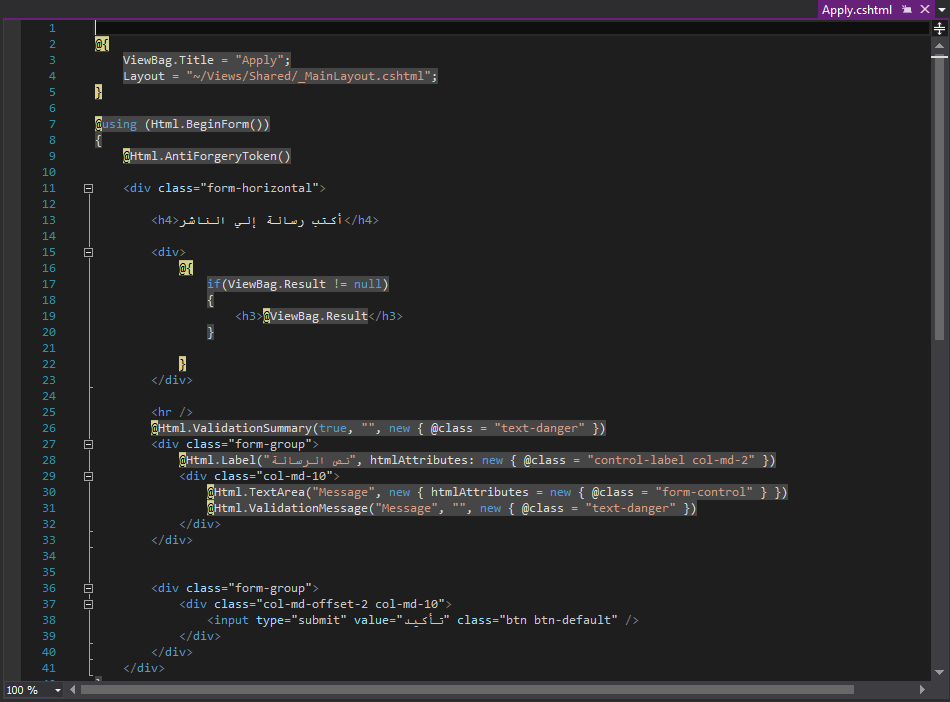 Apply.cshtml
1
2 @{
3 ViewBag.Title = "Apply";
4 Layout = "~/Views/Shared/_MainLayout.cshtml";
5 }
6
7 @using (Html.BeginForm())
8 {
9 @Html.AntiForgeryToken()
10
11 <div class="form-horizontal">
12
13 <h4>أكتب رسالة إلي الناشر</h4>
14
15 <div>
16 @{
17 if(ViewBag.Result != null)
18 {
19 <h3>@ViewBag.Result</h3>
20 }
21
22 }
23 </div>
24
25 <hr />
26 @Html.ValidationSummary(true, "", new { @class = "text-danger" })
27 <div class="form-group">
28 @Html.Label("نص الرسالة", htmlAttributes: new { @class = "control-label col-md-2" })
29 <div class="col-md-10">
30 @Html.TextArea("Message", new { htmlAttributes = new { @class = "form-control" } })
31 @Html.ValidationMessage("Message", "", new { @class = "text-danger" })
32 </div>
33 </div>
34
35
36 <div class="form-group">
37 <div class="col-md-offset-2 col-md-10">
38 <input type="submit" value="تأكيد" class="btn btn-default" />
39 </div>
40 </div>
41 </div>
100 %